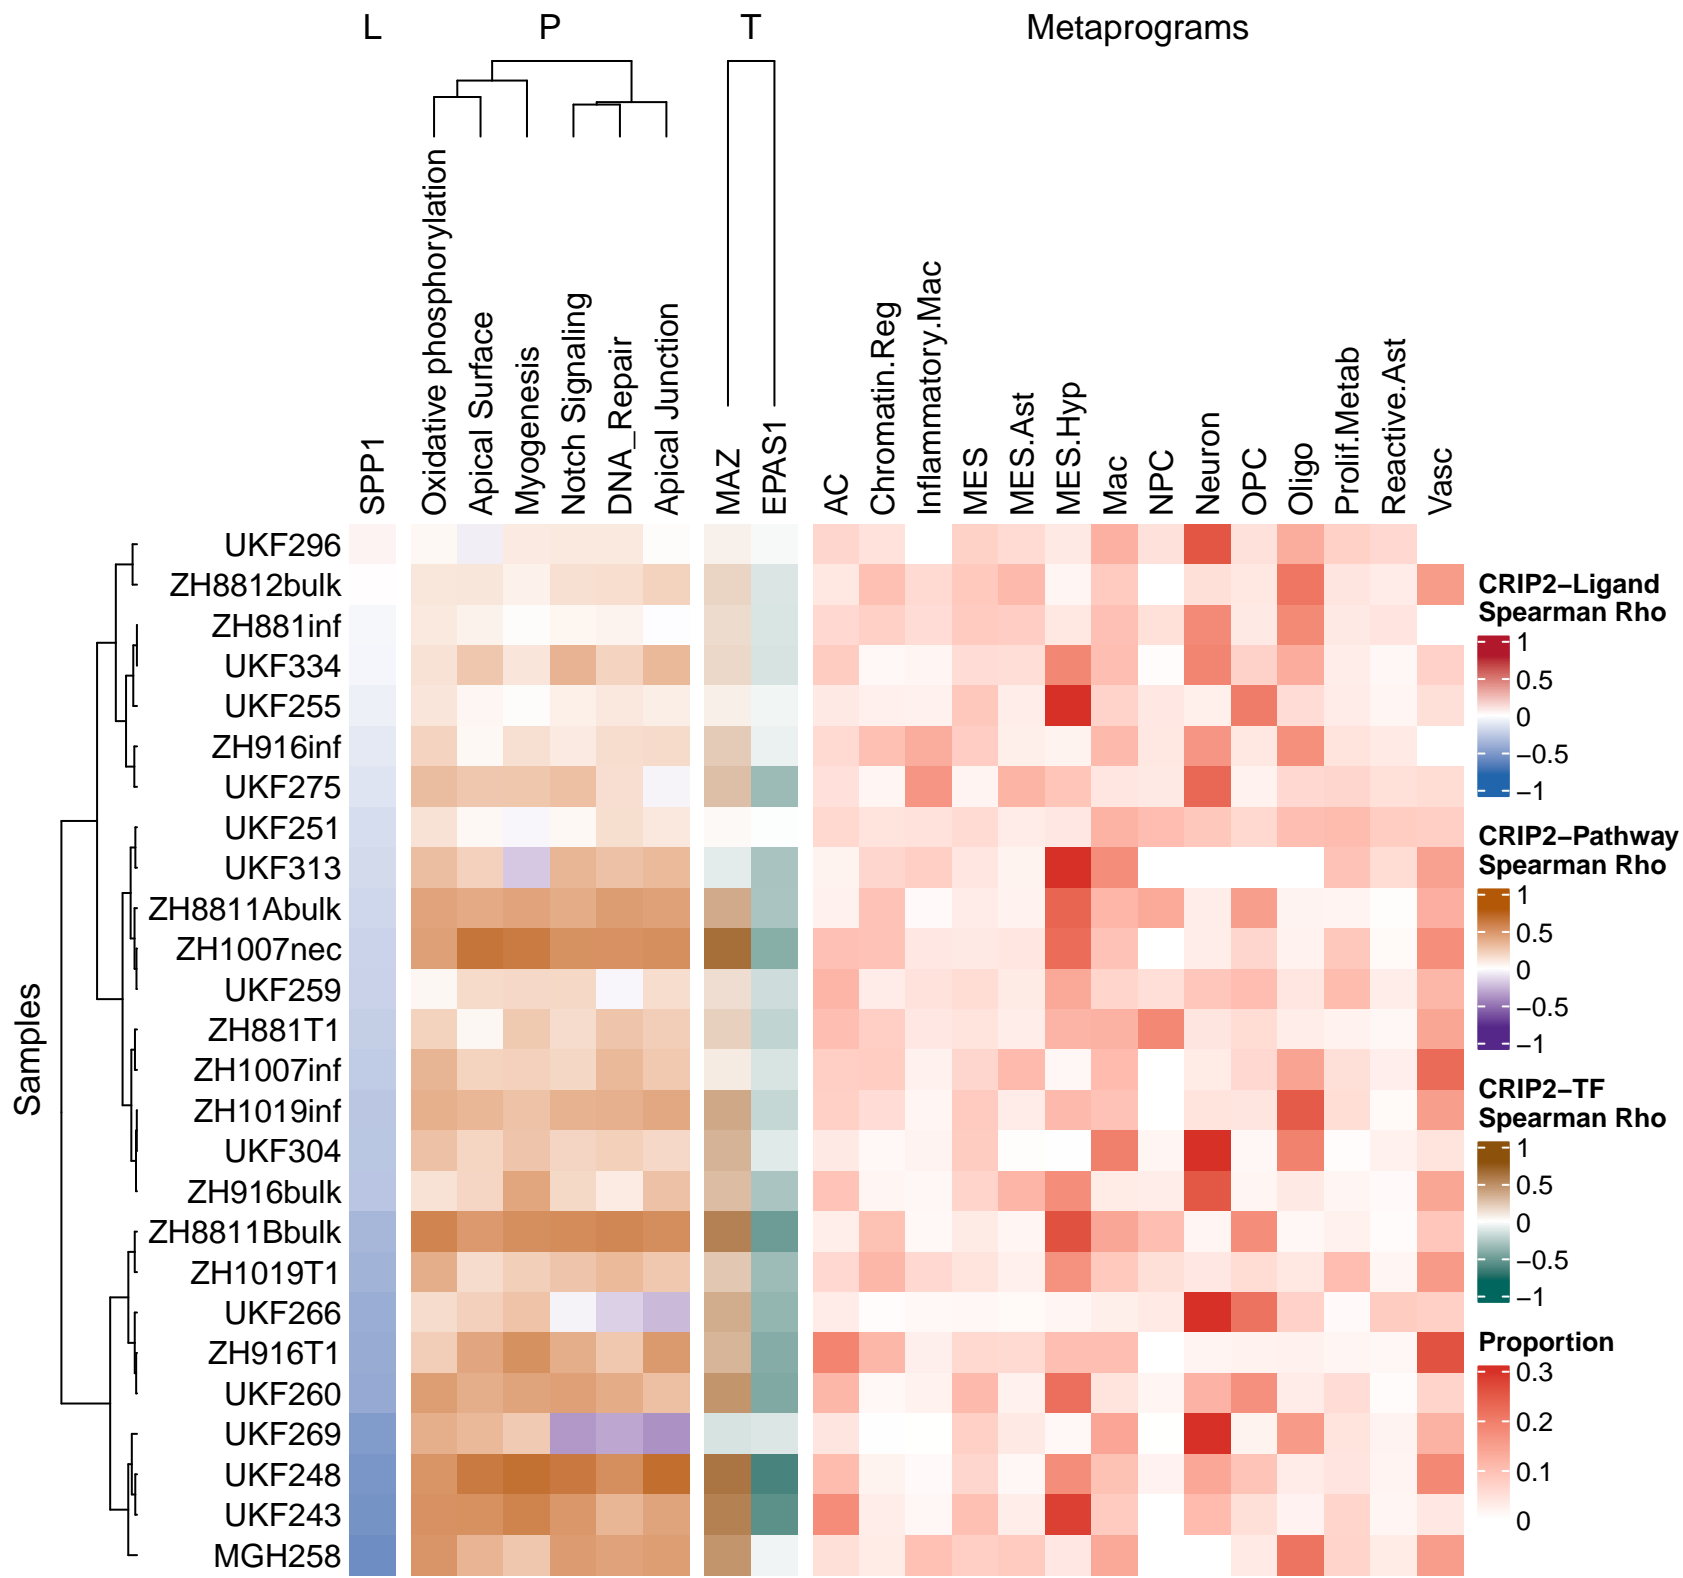 L P T Metaprograms
SPP1
Oxidative phosphorylation
Apical Surface
Myogenesis
Notch Signaling
DNA_Repair
Apical Junction
MAZ
EPAS1
AC
Chromatin.Reg
Inflammatory.Mac
MES
MES.Ast
MES.Hyp
Mac
NPC
Neuron
OPC
Oligo
Prolif.Metab
Reactive.Ast
Vasc
Samples
UKF296
ZH8812bulk
ZH881inf
UKF334
UKF255
ZH916inf
UKF275
UKF251
UKF313
ZH8811Abulk
ZH1007nec
UKF259
ZH881T1
ZH1007inf
ZH1019inf
UKF304
ZH916bulk
ZH8811Bbulk
ZH1019T1
UKF266
ZH916T1
UKF260
UKF269
UKF248
UKF243
MGH258
CRIP2−Ligand
Spearman Rho
1
0.5
0
−0.5
−1
CRIP2−Pathway
Spearman Rho
1
0.5
0
−0.5
−1
CRIP2−TF
Spearman Rho
1
0.5
0
−0.5
−1
Proportion
0.3
0.2
0.1
0